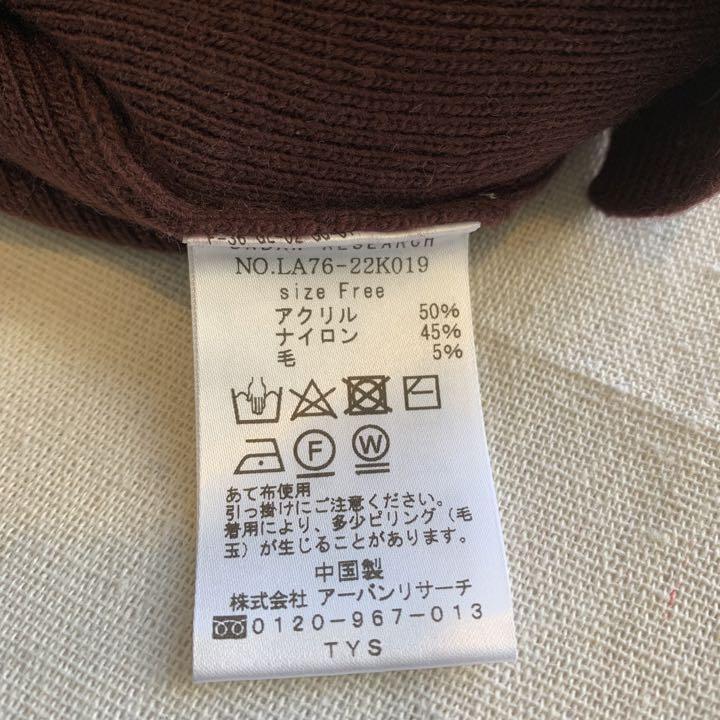 URBAN RESEARCH
NO.LA76-22K019
size Free
アクリル 50%
ナイロン 45%
毛 5%
F
W
あて布使用
引っ掛けにご注意ください。
着用により、多少ピリング（毛
玉）が生じることがあります。
中国製
株式会社 アーバンリサーチ
0120-967-013
TYS